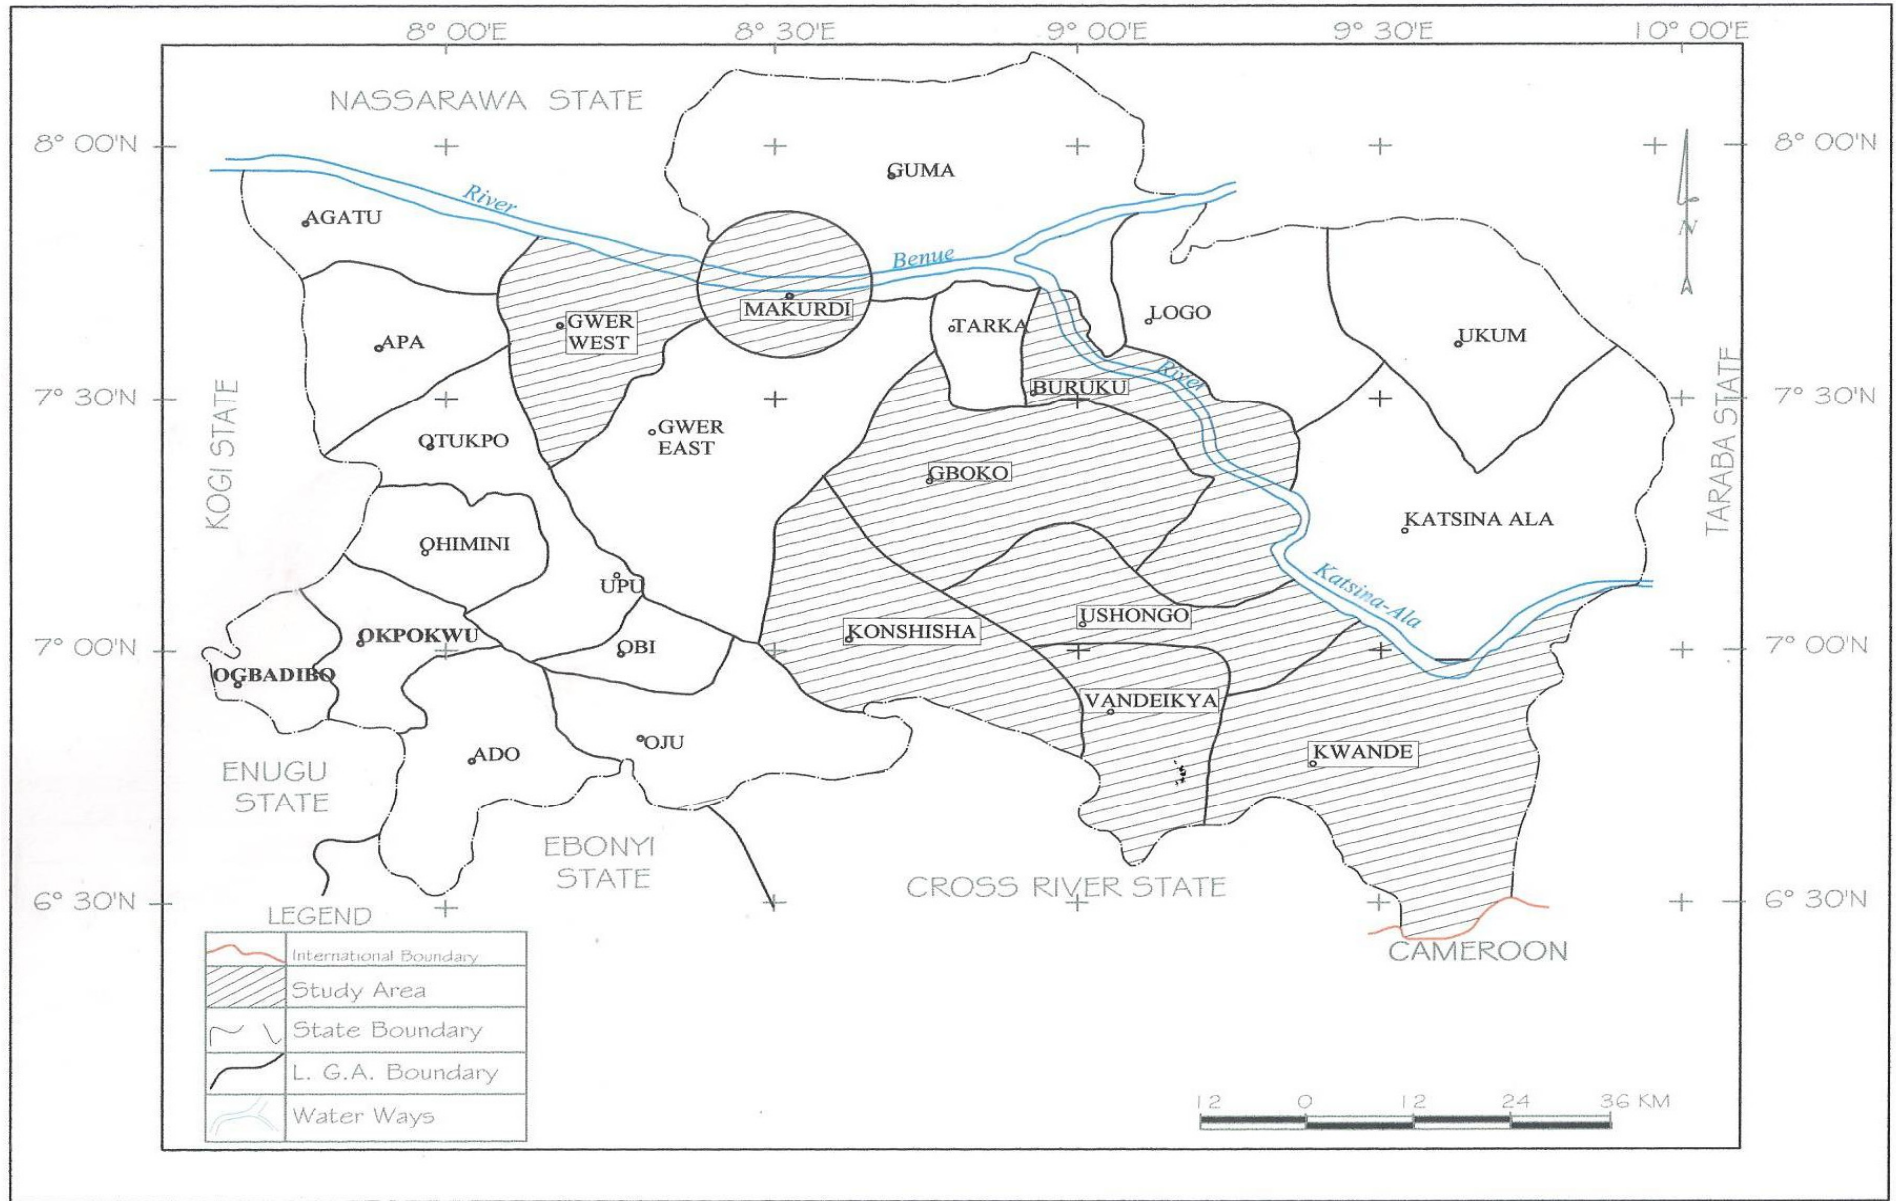 8° 00'E
8° 30'E
9° 00'E
9° 30'E
10° 00'E
NASSARAWA STATE
8° 00'N
8° 00'N
GUMA
River
AGATU
N
Benue
MAKURDI
GWER
WEST
TARKA
LOGO
UKUM
APA
River
BURUKU
7° 30'N
7° 30'N
KOGI STATE
TARABA STATE
OTUKPO
GWER
EAST
GBOKO
KATSINA ALA
OHIMINI
UPU
Katsina-Ala
USHONGO
OKPOKWU
KONSHISHA
OBI
7° 00'N
7° 00'N
OGBADIBO
VANDEIKYA
OJU
ADO
KWANDE
ENUGU
STATE
EBONYI
STATE
CROSS RIVER STATE
6° 30'N
6° 30'N
CAMEROON
LEGEND
International Boundary
Study Area
State Boundary
L. G.A. Boundary
Water Ways
12 0 12 24 36 KM